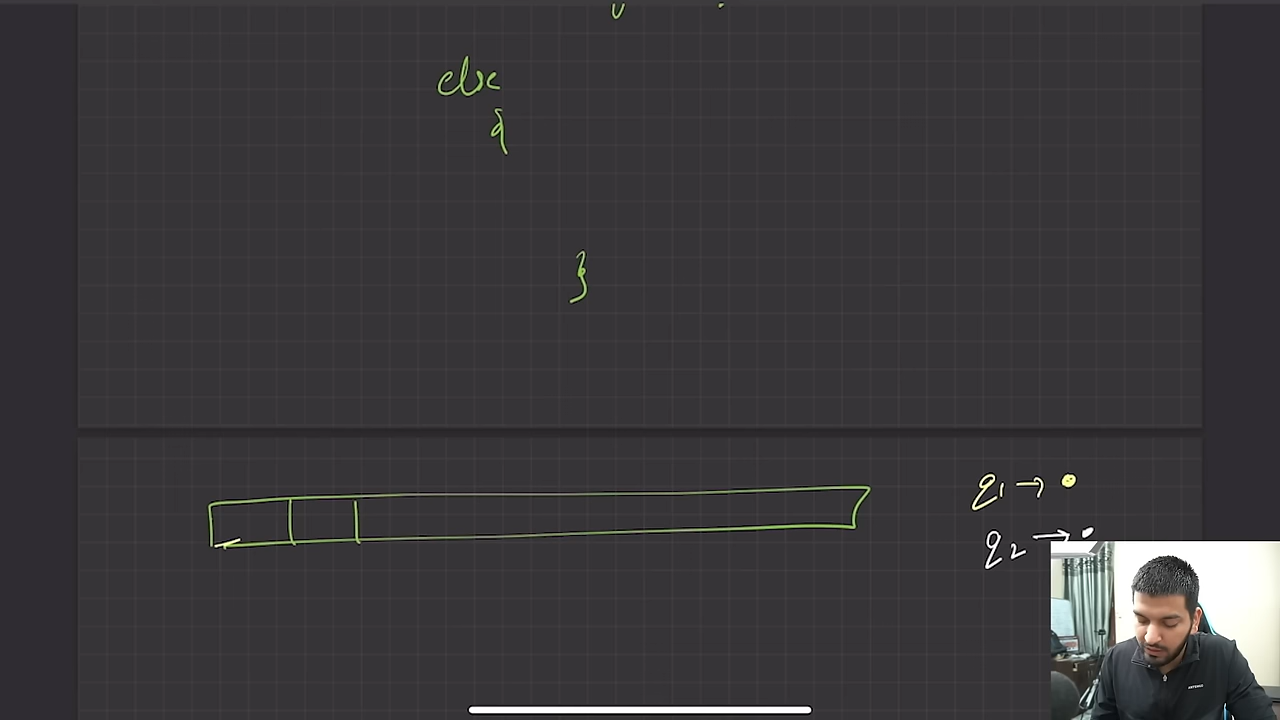 else
{
}
q1 →
q2 →